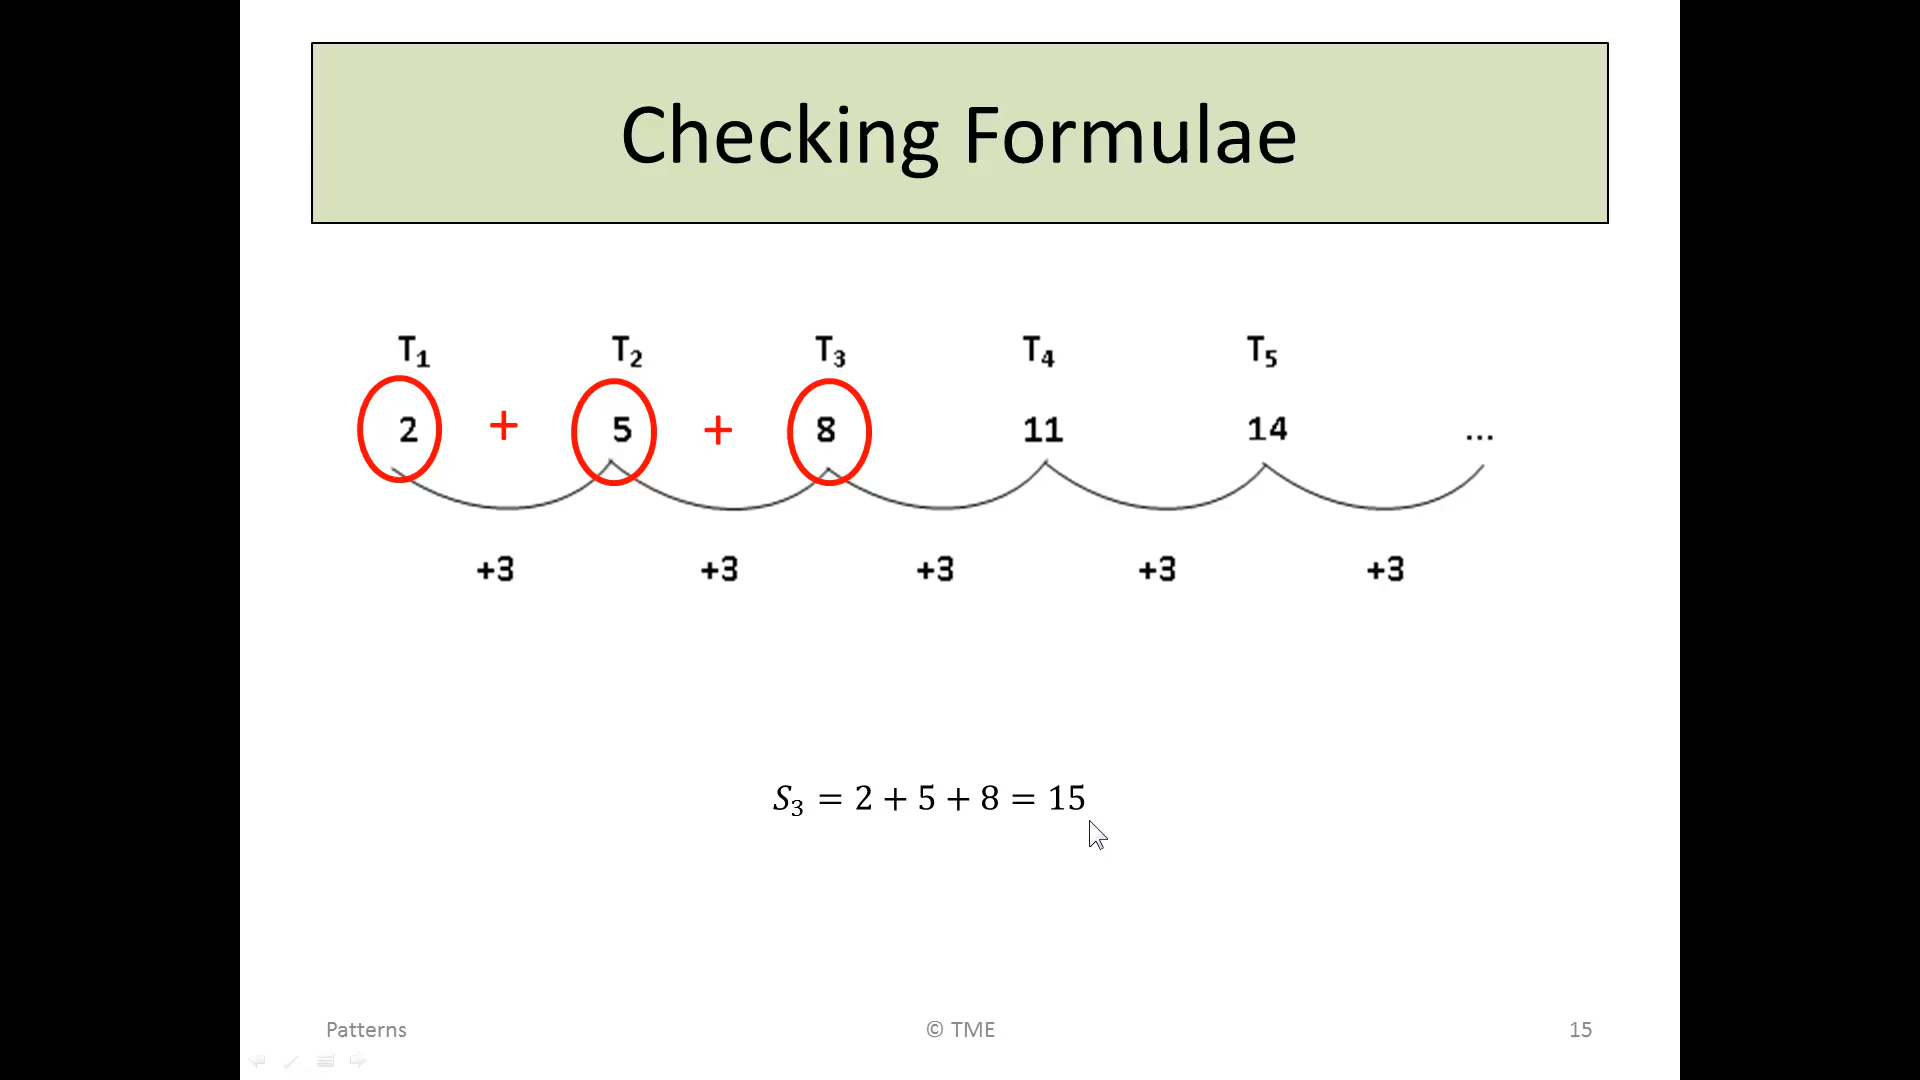 Checking Formulae
T₁ T₂ T₃ T₄ T₅
2 + 5 + 8 11 14 ...
+3 +3 +3 +3 +3
S₃ = 2 + 5 + 8 = 15
Patterns © TME 15